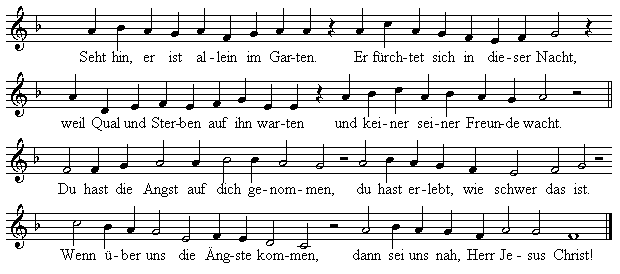 Seht hin, er ist al-lein im Gar-ten. Er fürch-tet sich in die-ser Nacht,
weil Qual und Ster-ben auf ihn war-ten und kei-ner sei-ner Freun-de wacht.
Du hast die Angst auf dich ge-nom-men, du hast er-lebt, wie schwer das ist.
Wenn ü-ber uns die Äng-ste kom-men, dann sei uns nah, Herr Je-sus Christ!